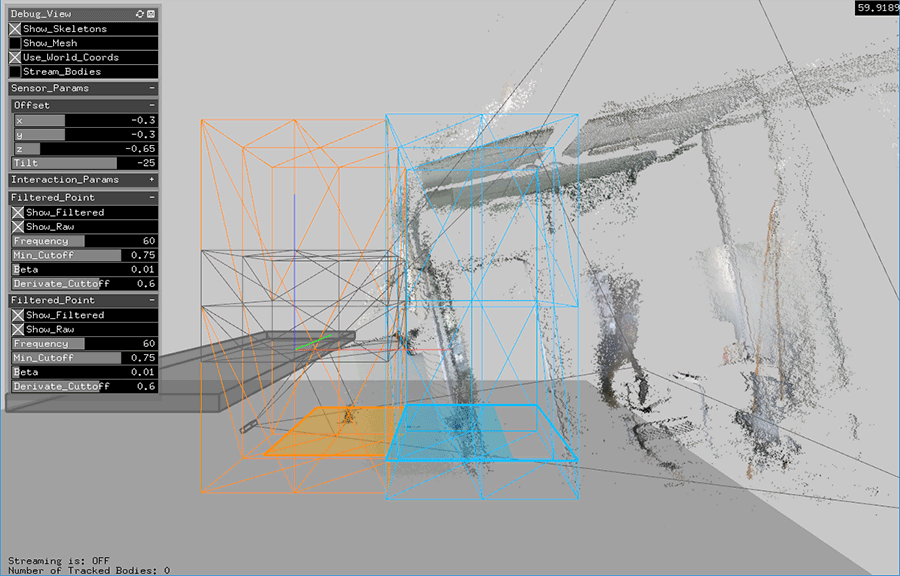 Debug_View
59.9189
Show_Skeletons
Show_Mesh
Use_World_Coords
Stream_Bodies
Sensor_Params -
Offset -
x -0.3
y -0.3
z -0.65
Tilt -25
Interaction_Params +
Filtered_Point -
Show_Filtered
Show_Raw
Frequency 60
Min_Cutoff 0.75
Beta 0.01
Derivate_Cuttoff 0.6
Filtered_Point -
Show_Filtered
Show_Raw
Frequency 60
Min_Cutoff 0.75
Beta 0.01
Derivate_Cuttoff 0.6
Streaming is: OFF
Number of Tracked Bodies: 0